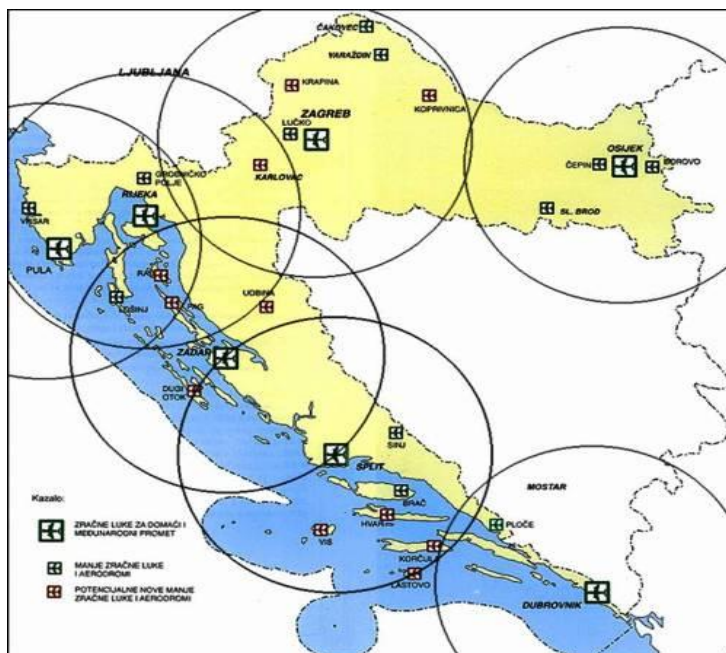 ČAKOVEC
VARAŽDIN
LJUBLJANA
KRAPINA
KOPRIVNICA
ZAGREB
LUČKO
OSIJEK
ČEPIN
BOROVO
KARLOVAC
GROBNIČKO
POLJE
RIJEKA
VRSAR
SL. BROD
PULA
RAB
LOŠINJ
PAG
UDBINA
ZADAR
DUGI
OTOK
SINJ
SPLIT
MOSTAR
BRAČ
HVAR
PLOČE
VIS
KORČULA
LASTOVO
DUBROVNIK
Kazalo:
ZRAČNE LUKE ZA DOMAĆI I
MEĐUNARODNI PROMET
MANJE ZRAČNE LUKE
I AERODROMI
POTENCIJALNE NOVE MANJE
ZRAČNE LUKE I AERODROMI